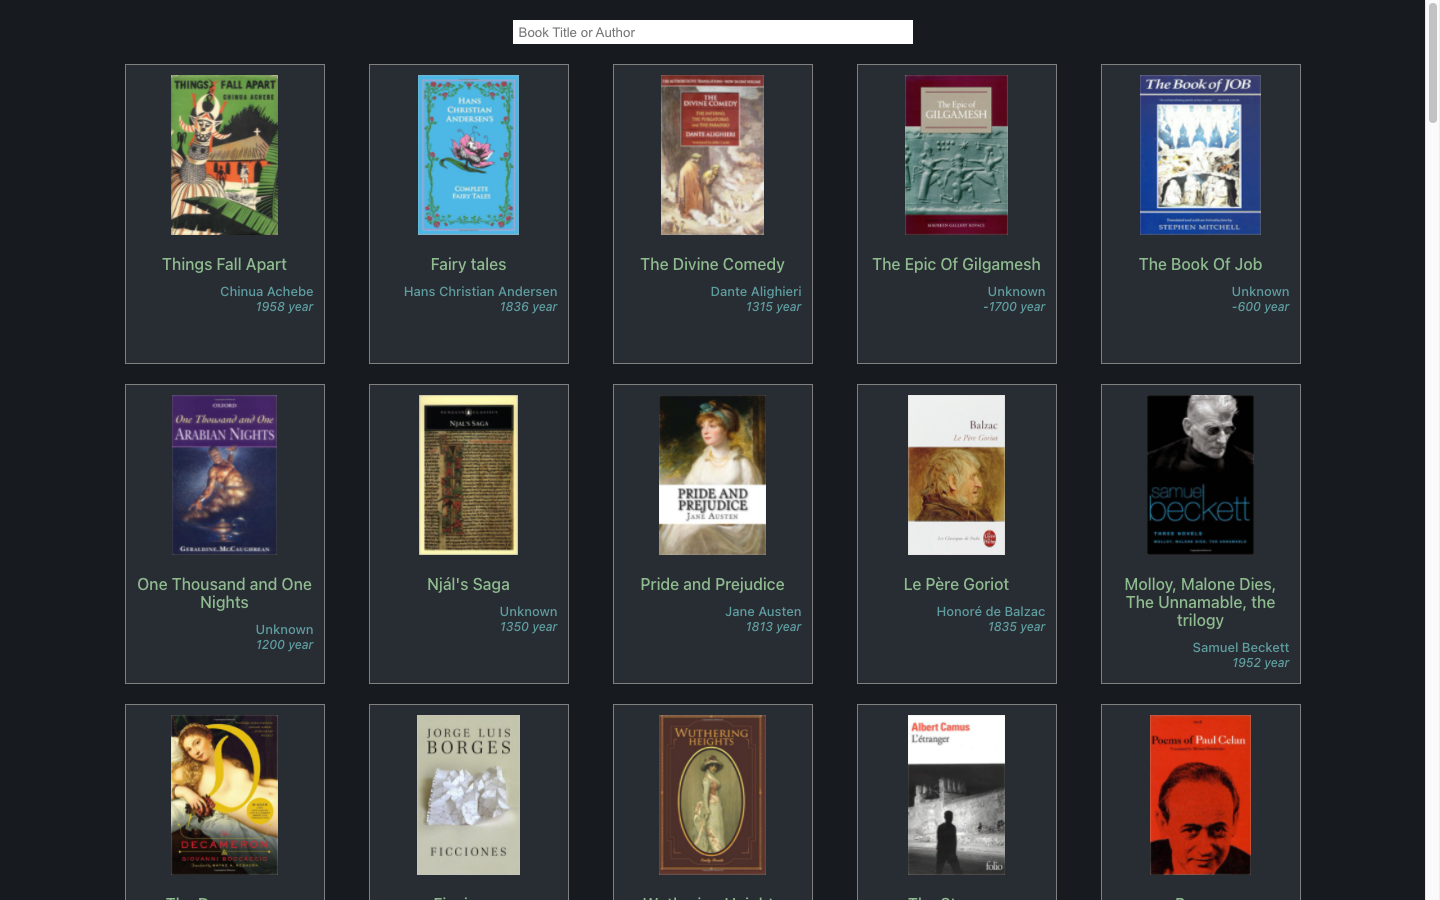 Book Title or Author
THINGS FALL APART
CHINUA ACHEBE
Things Fall Apart
Chinua Achebe
1958 year
HANS
CHRISTIAN
ANDERSEN'S
COMPLETE
FAIRY TALES
Fairy tales
Hans Christian Andersen
1836 year
THE
DIVINE COMEDY
DANTE ALIGHIERI
The Divine Comedy
Dante Alighieri
1315 year
The Epic of
GILGAMESH
MAUREEN GALLERY KOVACS
The Epic Of Gilgamesh
Unknown
-1700 year
The Book of JOB
STEPHEN MITCHELL
The Book Of Job
Unknown
-600 year
OXFORD
One Thousand and One
ARABIAN NIGHTS
GERALDINE McCAUGHREAN
One Thousand and One
Nights
Unknown
1200 year
PENGUIN CLASSICS
NJAL'S SAGA
Njál's Saga
Unknown
1350 year
PRIDE AND
PREJUDICE
JANE AUSTEN
Pride and Prejudice
Jane Austen
1813 year
Balzac
Le Père Goriot
Le Père Goriot
Honoré de Balzac
1835 year
samuel
beckett
THREE NOVELS
MOLLOY, MALONE DIES, THE UNNAMABLE
Molloy, Malone Dies,
The Unnamable, the
trilogy
Samuel Beckett
1952 year
D
DECAMERON
GIOVANNI BOCCACCIO
JORGE LUIS
BORGES
FICCIONES
WUTHERING
HEIGHTS
Emily Brontë
Albert Camus
L'étranger
folio
Poems of Paul Celan